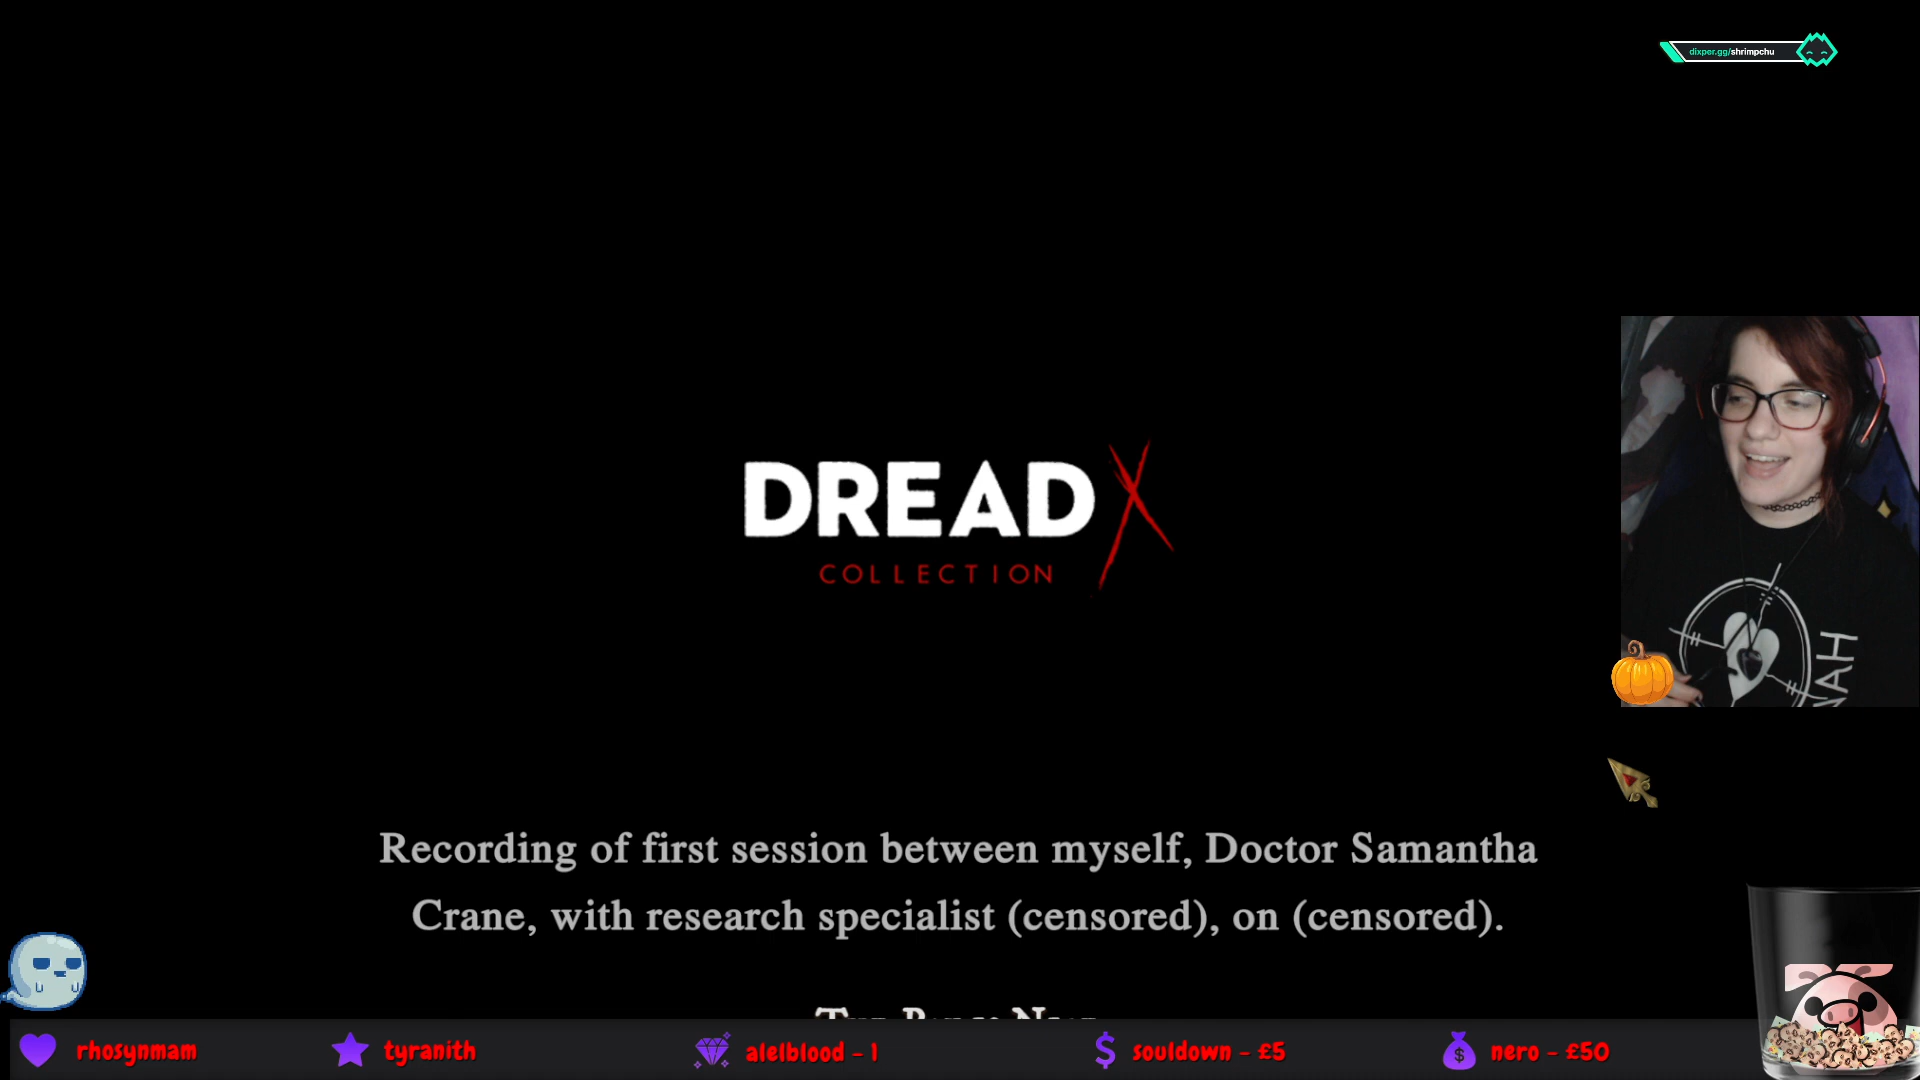 dixper.gg/shrimpchu
DREAD X
COLLECTION
Recording of first session between myself, Doctor Samantha
Crane, with research specialist (censored), on (censored).
rhosynmam
tyranith
alelblood - 1
souldown - £5
nero - £50